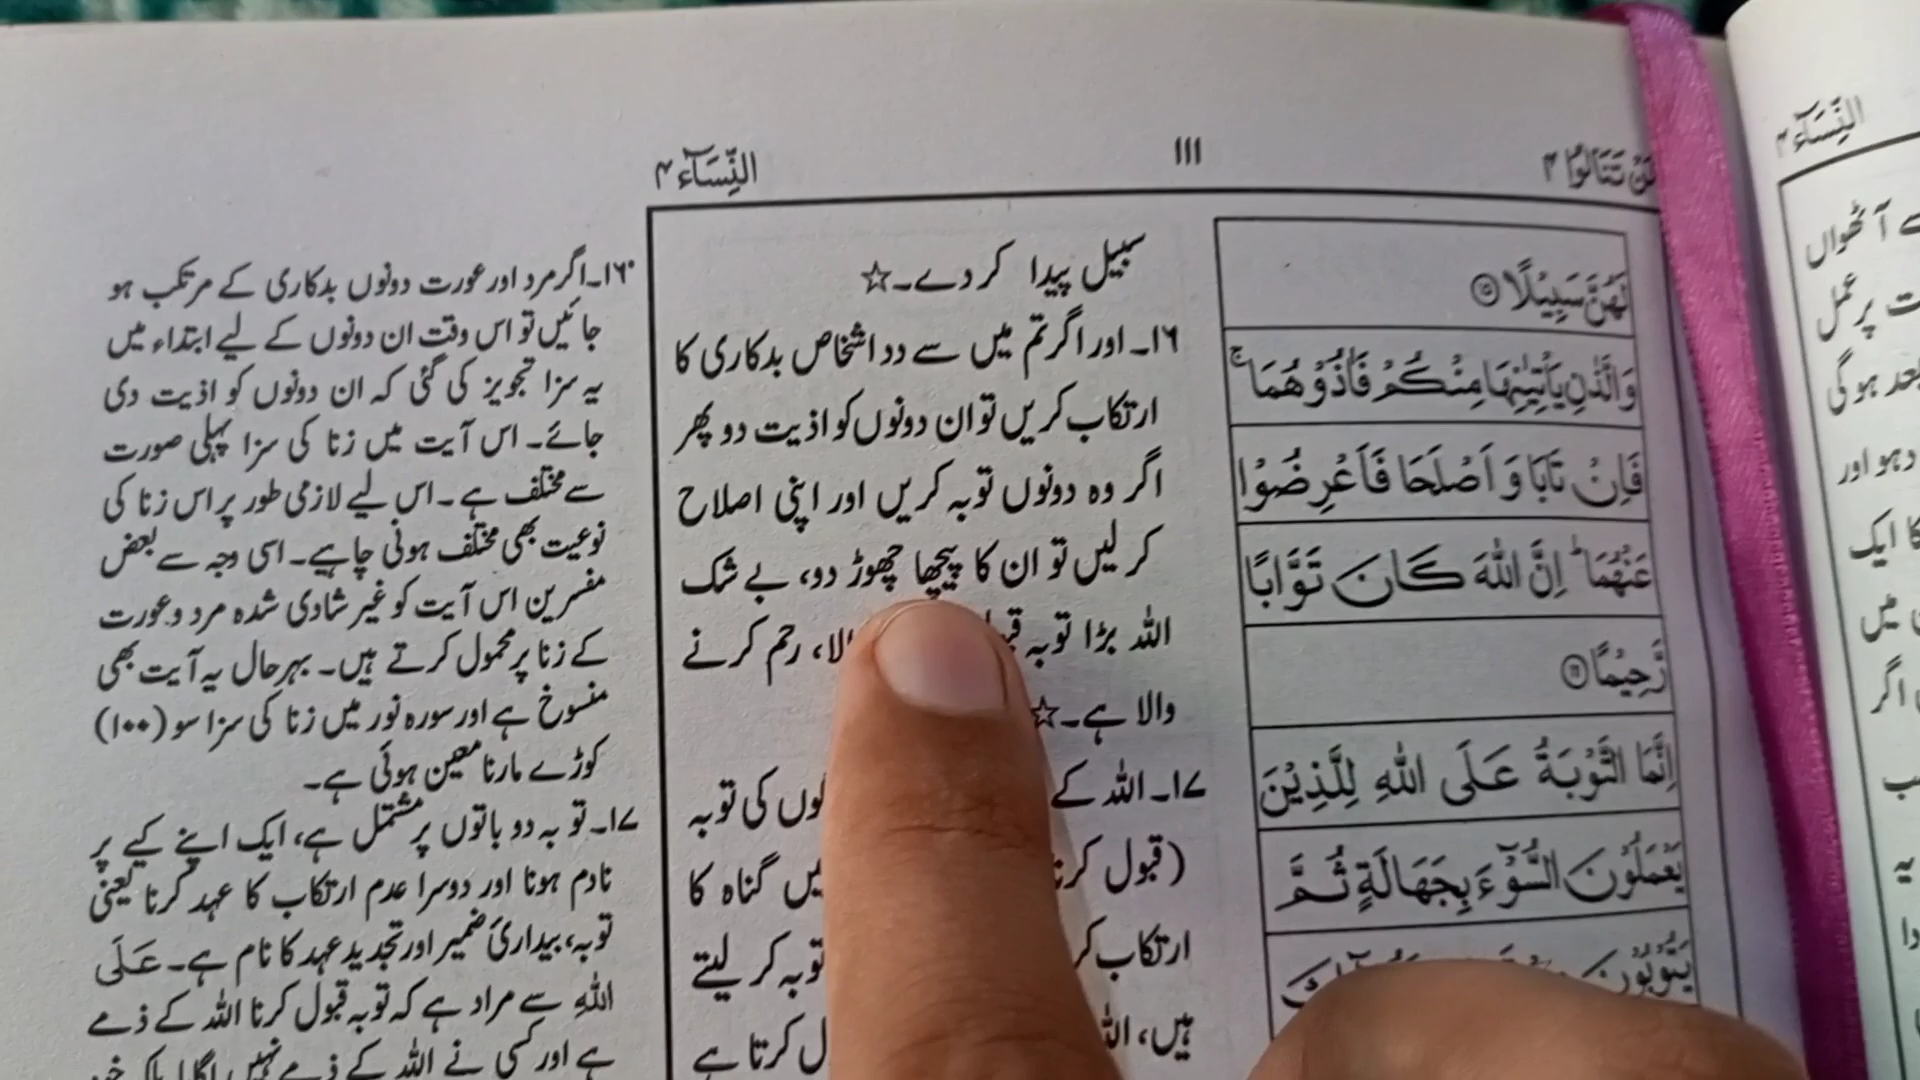 النِّسَآء ۴
۱۱۱
لَنْ تَنَالُوا ۴
النِّسَآء ۴
لَهُنَّ سَبِيْلًا ۝۱۵
وَالَّذٰنِ يَاْتِيٰنِهَا مِنْكُمْ فَاٰذُوْهُمَا ۚ
فَاِنْ تَابَا وَ اَصْلَحَا فَاَعْرِضُوْا
عَنْهُمَا ؕ اِنَّ اللّٰهَ كَانَ تَوَّابًا
رَّحِيْمًا ۝۱۶
اِنَّمَا التَّوْبَةُ عَلَى اللّٰهِ لِلَّذِيْنَ
يَعْمَلُوْنَ السُّوْٓءَ بِجَهَالَةٍ ثُمَّ
يَتُوْبُوْنَ
سبیل پیدا کر دے۔☆
۱۶۔ اور اگر تم میں سے دو اشخاص بدکاری کا
ارتکاب کریں تو ان دونوں کو اذیت دو پھر
اگر وہ دونوں توبہ کریں اور اپنی اصلاح
کر لیں تو ان کا پیچھا چھوڑ دو، بے شک
اللہ بڑا توبہ رحم کرنے
والا ہے۔☆
۱۷۔ اللہ کے کی توبہ
(قبول گناہ کا
ارتکاب توبہ کر لیتے
ہیں، کرتا ہے
۱۶۔ اگر مرد اور عورت دونوں بدکاری کے مرتکب ہو
جائیں تو اس وقت ان دونوں کے لیے ابتداء میں
یہ سزا تجویز کی گئی کہ ان دونوں کو اذیت دی
جائے۔ اس آیت میں زنا کی سزا پہلی صورت
سے مختلف ہے۔ اس لیے لازمی طور پر اس زنا کی
نوعیت بھی مختلف ہونی چاہیے۔ اسی وجہ سے بعض
مفسرین اس آیت کو غیر شادی شدہ مرد و عورت
کے زنا پر محمول کرتے ہیں۔ بہرحال یہ آیت بھی
منسوخ ہے اور سورہ نور میں زنا کی سزا سو (۱۰۰)
کوڑے مارنا معین ہوئی ہے۔
۱۷۔ توبہ دو باتوں پر مشتمل ہے، ایک اپنے کیے پر
نادم ہونا اور دوسرا عدم ارتکاب کا عہد کرنا یعنی
توبہ، بیداریٔ ضمیر اور تجدید عہد کا نام ہے۔ عَلَى
اللّٰهِ سے مراد ہے کہ توبہ قبول کرنا اللہ کے ذمے
ہے اور کسی نے اللہ کے ذمے نہیں